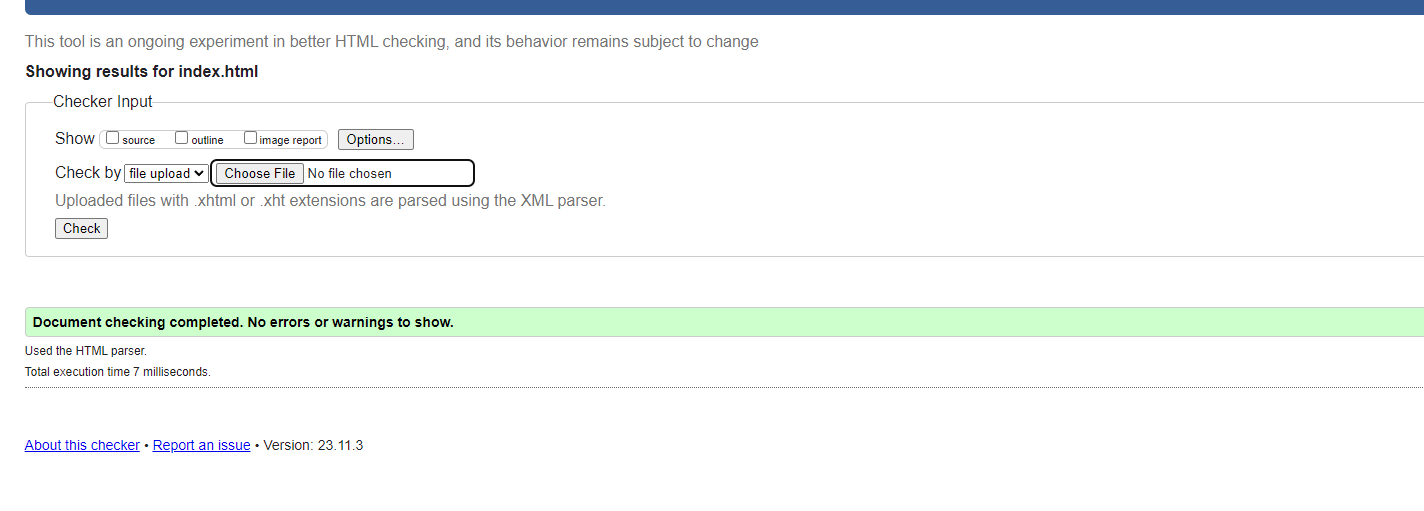 This tool is an ongoing experiment in better HTML checking, and its behavior remains subject to change
Showing results for index.html
Checker Input
Show source outline image report Options...
Check by file upload Choose File No file chosen
Uploaded files with .xhtml or .xht extensions are parsed using the XML parser.
Check
Document checking completed. No errors or warnings to show.
Used the HTML parser.
Total execution time 7 milliseconds.
About this checker • Report an issue • Version: 23.11.3